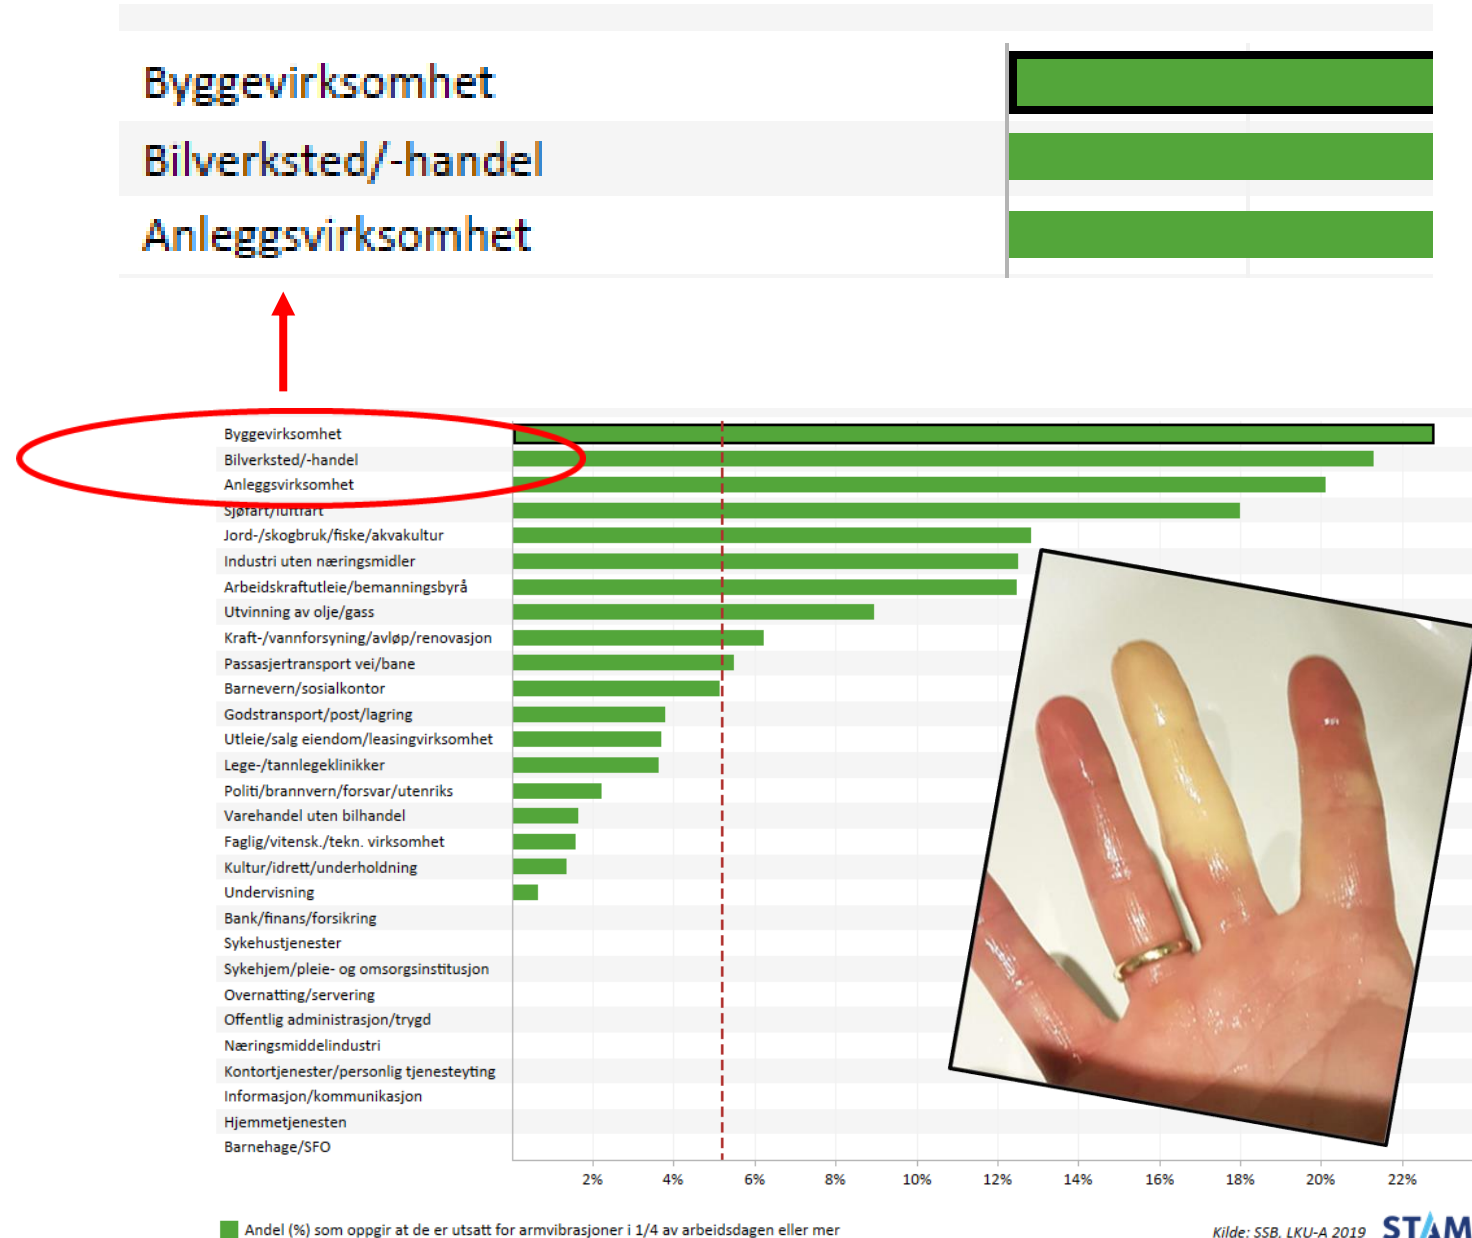 Byggevirksomhet
Bilverksted/-handel
Anleggsvirksomhet
Byggevirksomhet
Bilverksted/-handel
Anleggsvirksomhet
Sjøfart/luftfart
Jord-/skogbruk/fiske/akvakultur
Industri uten næringsmidler
Arbeidskraftutleie/bemanningsbyrå
Utvinning av olje/gass
Kraft-/vannforsyning/avløp/renovasjon
Passasjertransport vei/bane
Barnevern/sosialkontor
Godstransport/post/lagring
Utleie/salg eiendom/leasingvirksomhet
Lege-/tannlegeklinikker
Politi/brannvern/forsvar/utenriks
Varehandel uten bilhandel
Faglig/vitensk./tekn. virksomhet
Kultur/idrett/underholdning
Undervisning
Bank/finans/forsikring
Sykehustjenester
Sykehjem/pleie- og omsorgsinstitusjon
Overnatting/servering
Offentlig administrasjon/trygd
Næringsmiddelindustri
Kontortjenester/personlig tjenesteyting
Informasjon/kommunikasjon
Hjemmetjenesten
Barnehage/SFO
2% 4% 6% 8% 10% 12% 14% 16% 18% 20% 22%
Andel (%) som oppgir at de er utsatt for armvibrasjoner i 1/4 av arbeidsdagen eller mer
Kilde: SSB. LKU-A 2019 STAM